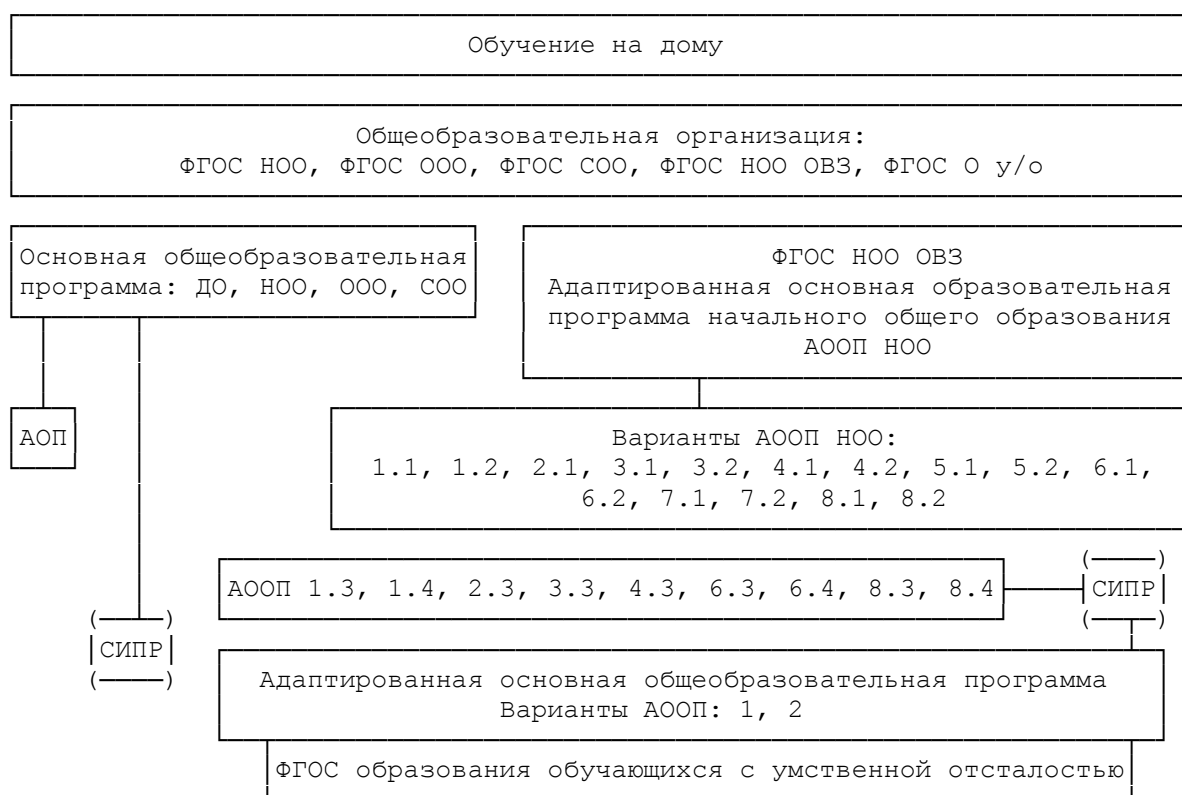 Обучение на дому
Общеобразовательная организация:
ФГОС НОО, ФГОС ООО, ФГОС СОО, ФГОС НОО ОВЗ, ФГОС О у/о
Основная общеобразовательная
программа: ДО, НОО, ООО, СОО
ФГОС НОО ОВЗ
Адаптированная основная образовательная
программа начального общего образования
АООП НОО
АОП
Варианты АООП НОО:
1.1, 1.2, 2.1, 3.1, 3.2, 4.1, 4.2, 5.1, 5.2, 6.1,
6.2, 7.1, 7.2, 8.1, 8.2
АООП 1.3, 1.4, 2.3, 3.3, 4.3, 6.3, 6.4, 8.3, 8.4
СИПР
СИПР
Адаптированная основная общеобразовательная программа
Варианты АООП: 1, 2
ФГОС образования обучающихся с умственной отсталостью